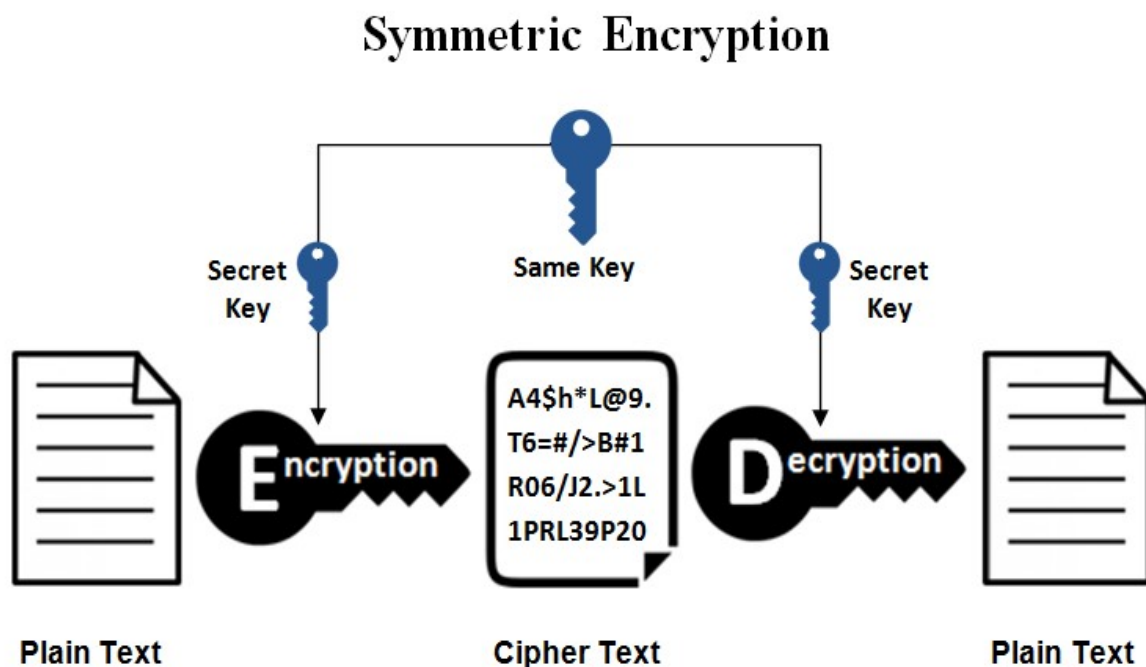 Symmetric Encryption
Same Key
Secret
Key
Secret
Key
Encryption
A4$h*L@9.
T6=#/>B#1
R06/J2.>1L
1PRL39P20
Decryption
Plain Text
Cipher Text
Plain Text